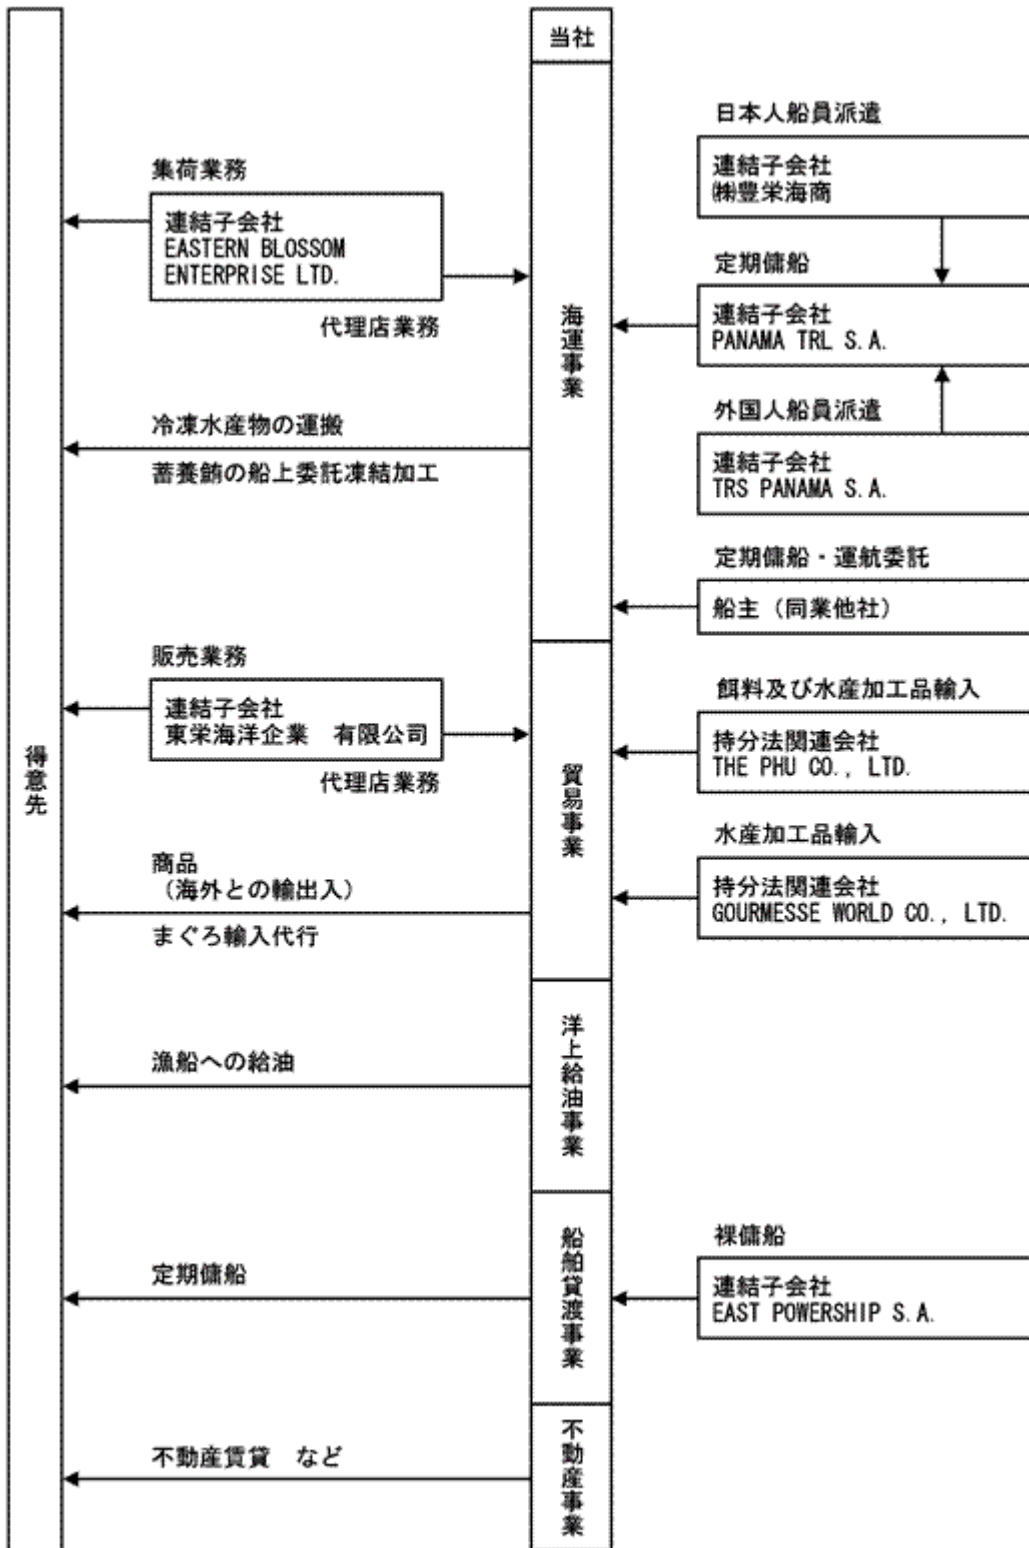 当社
日本人船員派遣
連結子会社
㈱豊栄海商
集荷業務
連結子会社
EASTERN BLOSSOM
ENTERPRISE LTD.
代理店業務
定期傭船
連結子会社
PANAMA TRL S.A.
海運事業
外国人船員派遣
連結子会社
TRS PANAMA S.A.
冷凍水産物の運搬
蓄養鮪の船上委託凍結加工
定期傭船・運航委託
船主（同業他社）
販売業務
連結子会社
東栄海洋企業　有限公司
代理店業務
餌料及び水産加工品輸入
持分法関連会社
THE PHU CO., LTD.
得意先
貿易事業
水産加工品輸入
持分法関連会社
GOURMESSE WORLD CO., LTD.
商品
（海外との輸出入）
まぐろ輸入代行
漁船への給油
洋上給油事業
裸傭船
連結子会社
EAST POWERSHIP S.A.
定期傭船
船舶貸渡事業
不動産賃貸　など
不動産事業